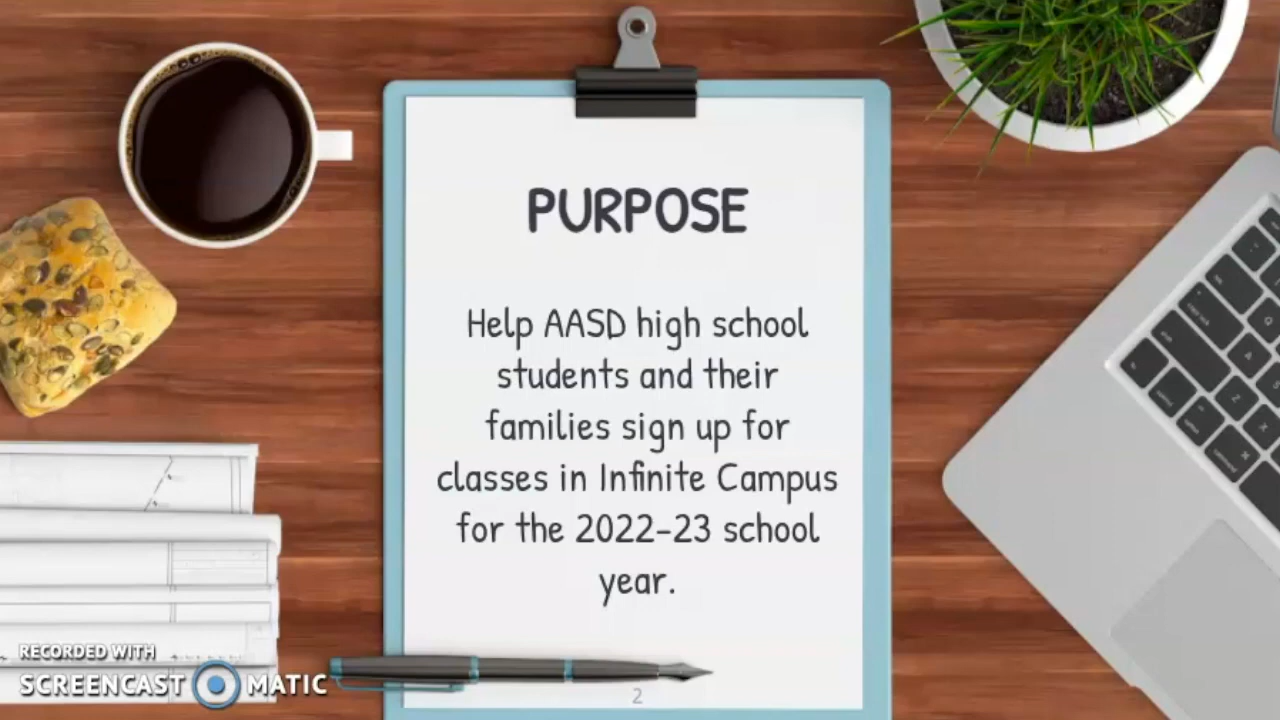 PURPOSE
Help AASD high school
students and their
families sign up for
classes in Infinite Campus
for the 2022-23 school
year.
2
RECORDED WITH
SCREENCAST MATIC